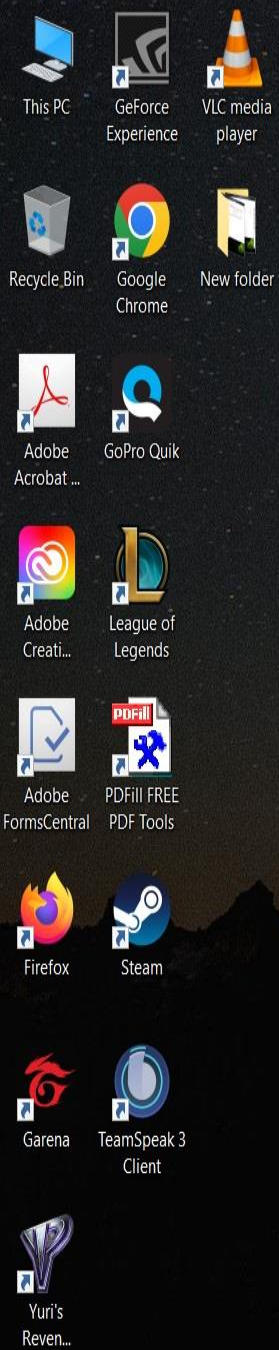 This PC
GeForce
Experience
VLC media
player
Recycle Bin
Google
Chrome
New folder
Adobe
Acrobat ...
GoPro Quik
Adobe
Creati...
League of
Legends
Adobe
FormsCentral
PDFill
PDFill FREE
PDF Tools
Firefox
Steam
Garena
TeamSpeak 3
Client
Yuri's
Reven...